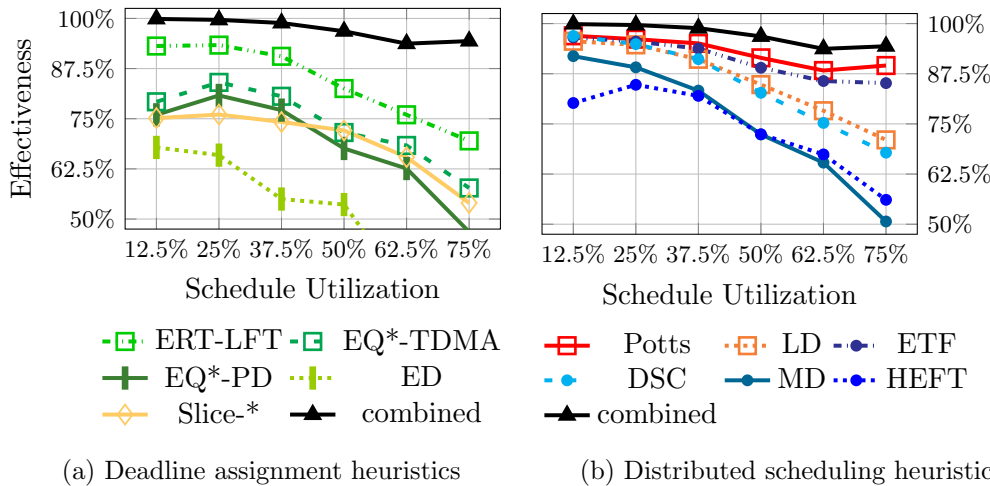 Effectiveness
100%
87.5%
75%
62.5%
50%
12.5% 25% 37.5% 50% 62.5% 75%
Schedule Utilization
ERT-LFT EQ*-TDMA
EQ*-PD ED
Slice-* combined
(a) Deadline assignment heuristics
100%
87.5%
75%
62.5%
50%
12.5% 25% 37.5% 50% 62.5% 75%
Schedule Utilization
Potts LD ETF
DSC MD HEFT
combined
(b) Distributed scheduling heuristic